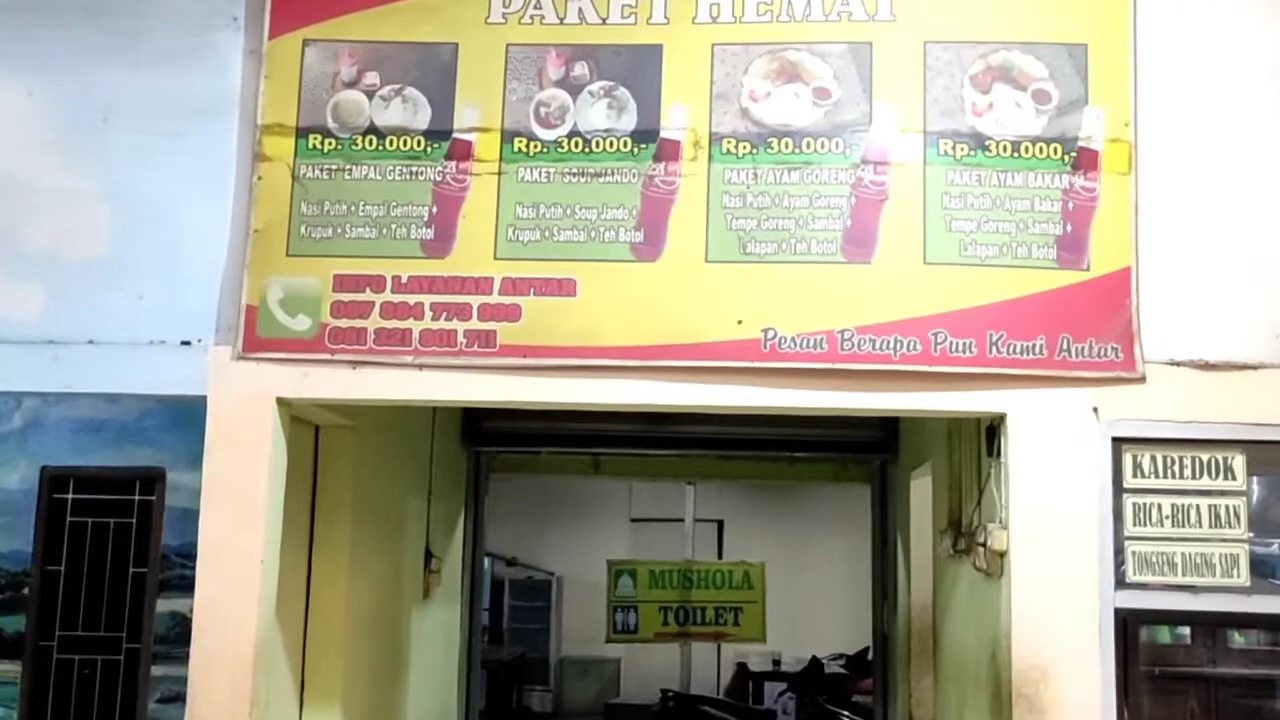 PAKET HEMAT
Rp. 30.000,-
PAKET EMPAL GENTONG
Nasi Putih + Empal Gentong +
Krupuk + Sambal + Teh Botol
Rp. 30.000,-
PAKET SOUP JANDO
Nasi Putih + Soup Jando +
Krupuk + Sambal + Teh Botol
Rp. 30.000,-
PAKET AYAM GORENG
Nasi Putih + Ayam Goreng +
Tempe Goreng + Sambal +
Lalapan + Teh Botol
Rp. 30.000,-
PAKET AYAM BAKAR
Nasi Putih + Ayam Bakar +
Tempe Goreng + Sambal +
Lalapan + Teh Botol
INFO LAYANAN ANTAR
087 884 773 999
081 321 801 711
Pesan Berapa Pun Kami Antar
KAREDOK
RICA-RICA IKAN
TONGSENG DAGING SAPI
MUSHOLA
TOILET